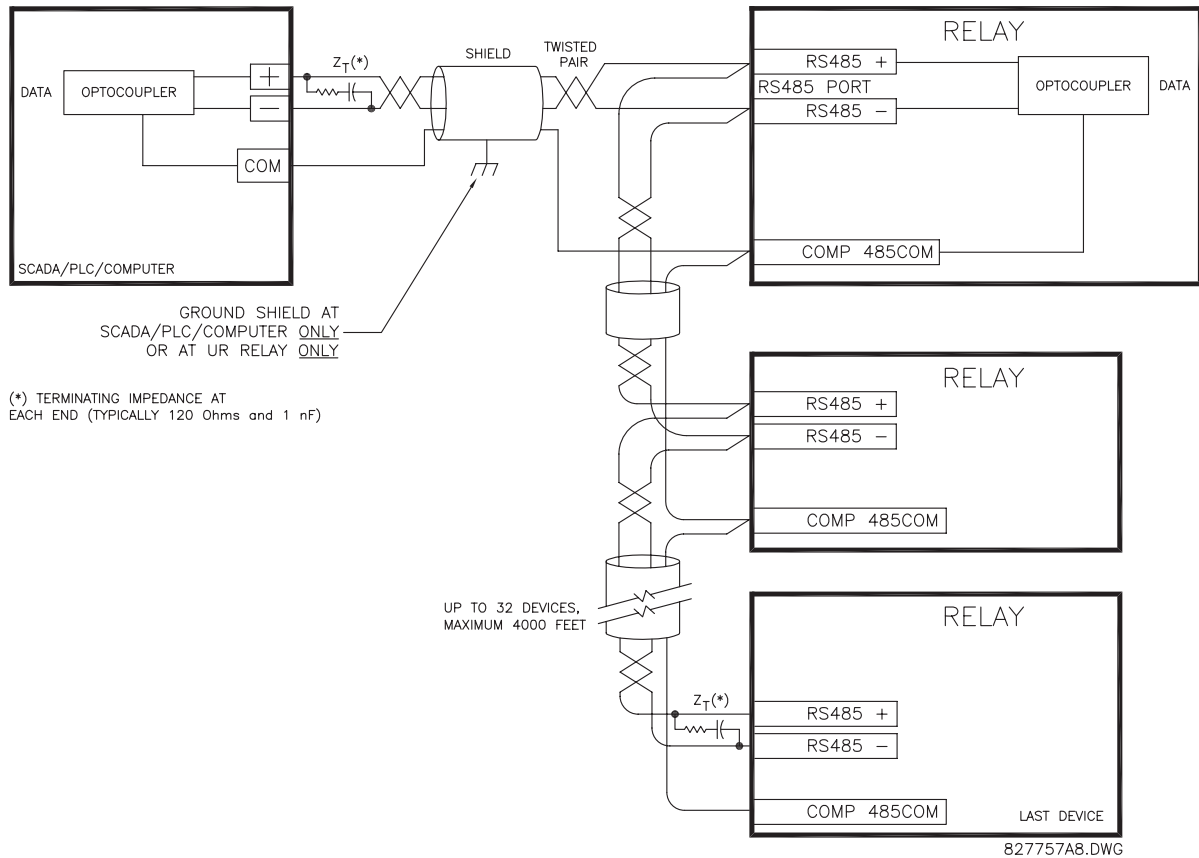 RELAY
SHIELD
TWISTED
PAIR
Z_T(*)
DATA
OPTOCOUPLER
+
−
COM
SCADA/PLC/COMPUTER
RS485 +
RS485 PORT
RS485 −
OPTOCOUPLER
DATA
COMP 485COM
GROUND SHIELD AT
SCADA/PLC/COMPUTER ONLY
OR AT UR RELAY ONLY
(*) TERMINATING IMPEDANCE AT
EACH END (TYPICALLY 120 Ohms and 1 nF)
RELAY
RS485 +
RS485 −
COMP 485COM
UP TO 32 DEVICES,
MAXIMUM 4000 FEET
RELAY
Z_T(*)
RS485 +
RS485 −
COMP 485COM
LAST DEVICE
827757A8.DWG